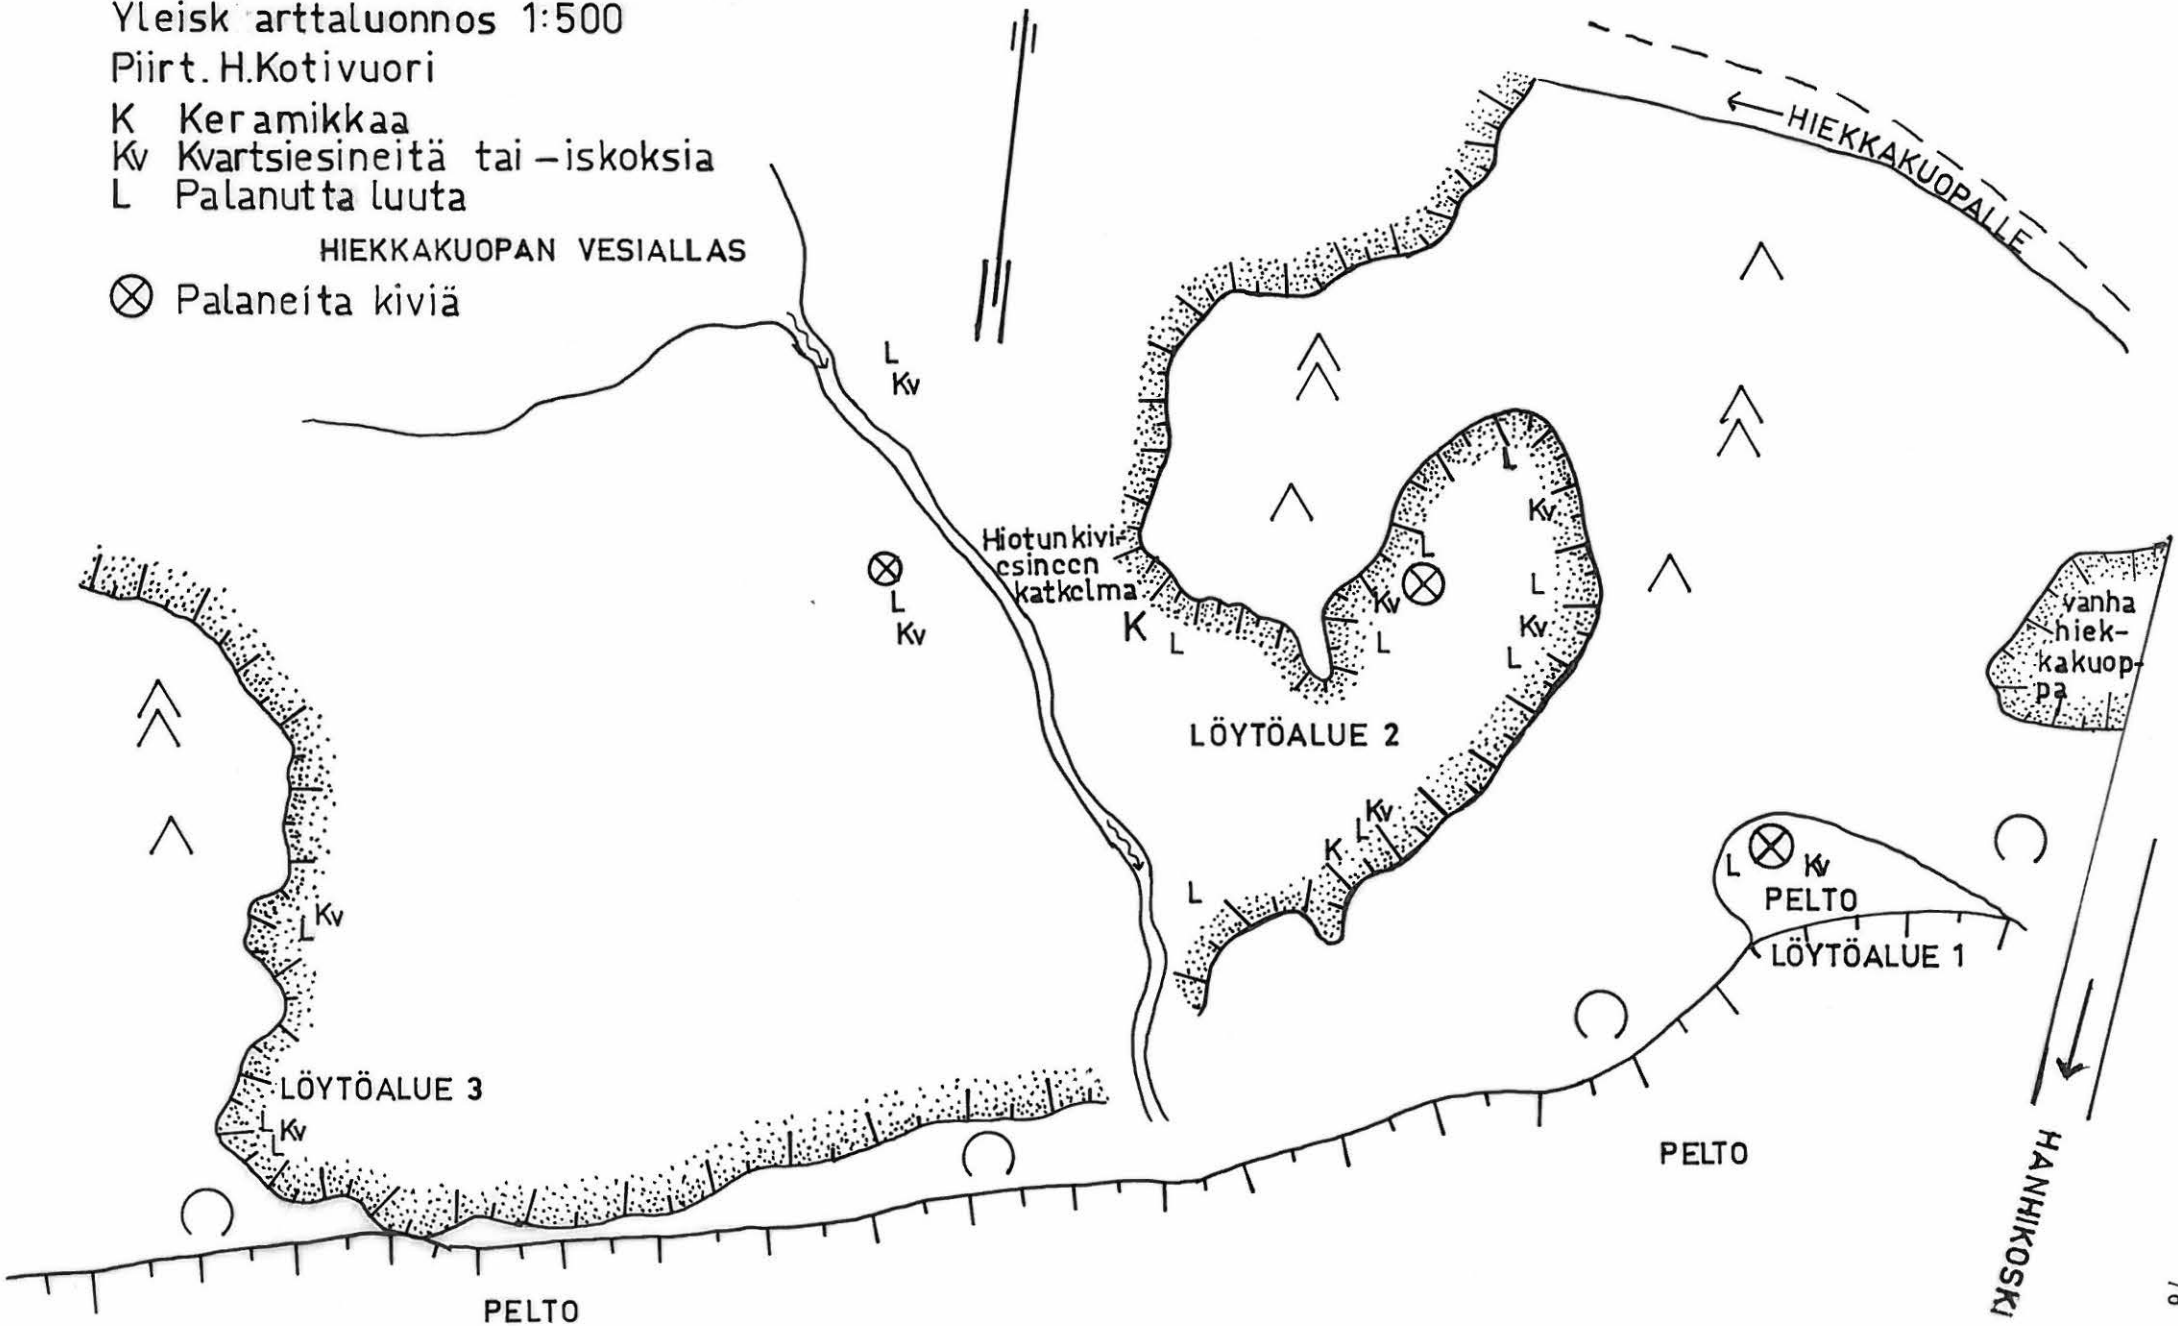 Yleisk arttaluonnos 1:500
Piirt. H.Kotivuori
K Keramikkaa
Kv Kvartsiesineitä tai -iskoksia
L Palanutta luuta
HIEKKAKUOPAN VESIALLAS
Palaneita kiviä
HIEKKAKUOPALLE
L
Kv
L
Kv
Hiotunkivi-
esineen
katkelma
K
L
L
Kv
L
Kv
L
L
Kv
L
vanha
hiek-
kakuop-
pa
LÖYTÖALUE 2
Kv
L
K
L
L
Kv
PELTO
LÖYTÖALUE 1
Kv
L
LÖYTÖALUE 3
L
Kv
L
PELTO
HANHIKOSKI
PELTO